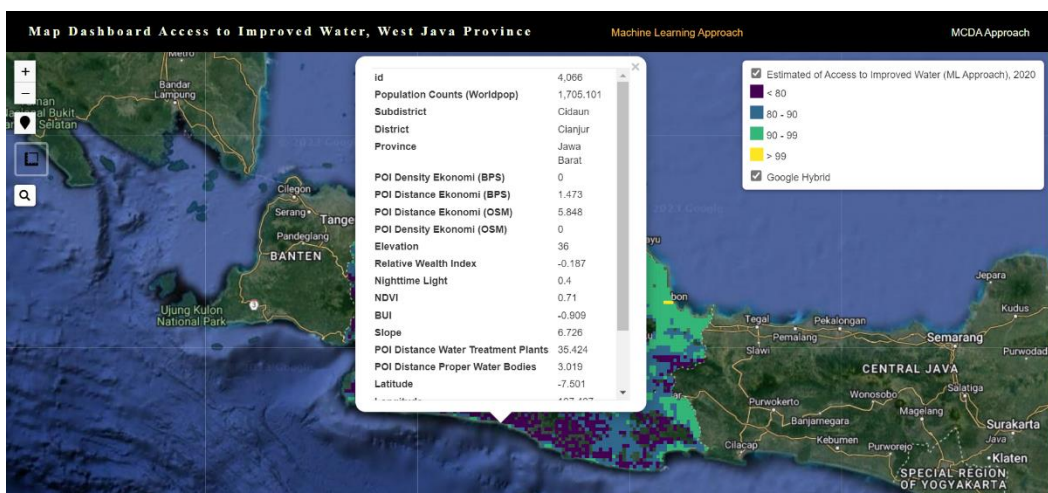 Map Dashboard Access to Improved Water, West Java Province
Machine Learning Approach
MCDA Approach
+
−
id 4,066
Population Counts (Worldpop) 1,705.101
Subdistrict Cidaun
District Cianjur
Province Jawa
Barat
POI Density Ekonomi (BPS) 0
POI Distance Ekonomi (BPS) 1.473
POI Distance Ekonomi (OSM) 5.848
POI Density Ekonomi (OSM) 0
Elevation 36
Relative Wealth Index -0.187
Nighttime Light 0.4
NDVI 0.71
BUI -0.909
Slope 6.726
POI Distance Water Treatment Plants 35.424
POI Distance Proper Water Bodies 3.019
Latitude -7.501
×
Estimated of Access to Improved Water (ML Approach), 2020
< 80
80 - 90
90 - 99
> 99
Google Hybrid
Metro
Bandar
Lampung
Bukit
Selatan
Cilegon
Serang
Tange
Pandeglang
BANTEN
Ujung Kulon
National Park
3
yu
bon
Jepara
Kudus
Tegal
Pekalongan
Pemalang
Slawi
Semarang
Purwodad
CENTRAL JAVA
Salatiga
Wonosobo
Purwokerto
Magelang
Banjarnegara
Surakarta
Java
Cilacap
Kebumen
Purworejo
Klaten
SPECIAL REGION
OF YOGYAKARTA